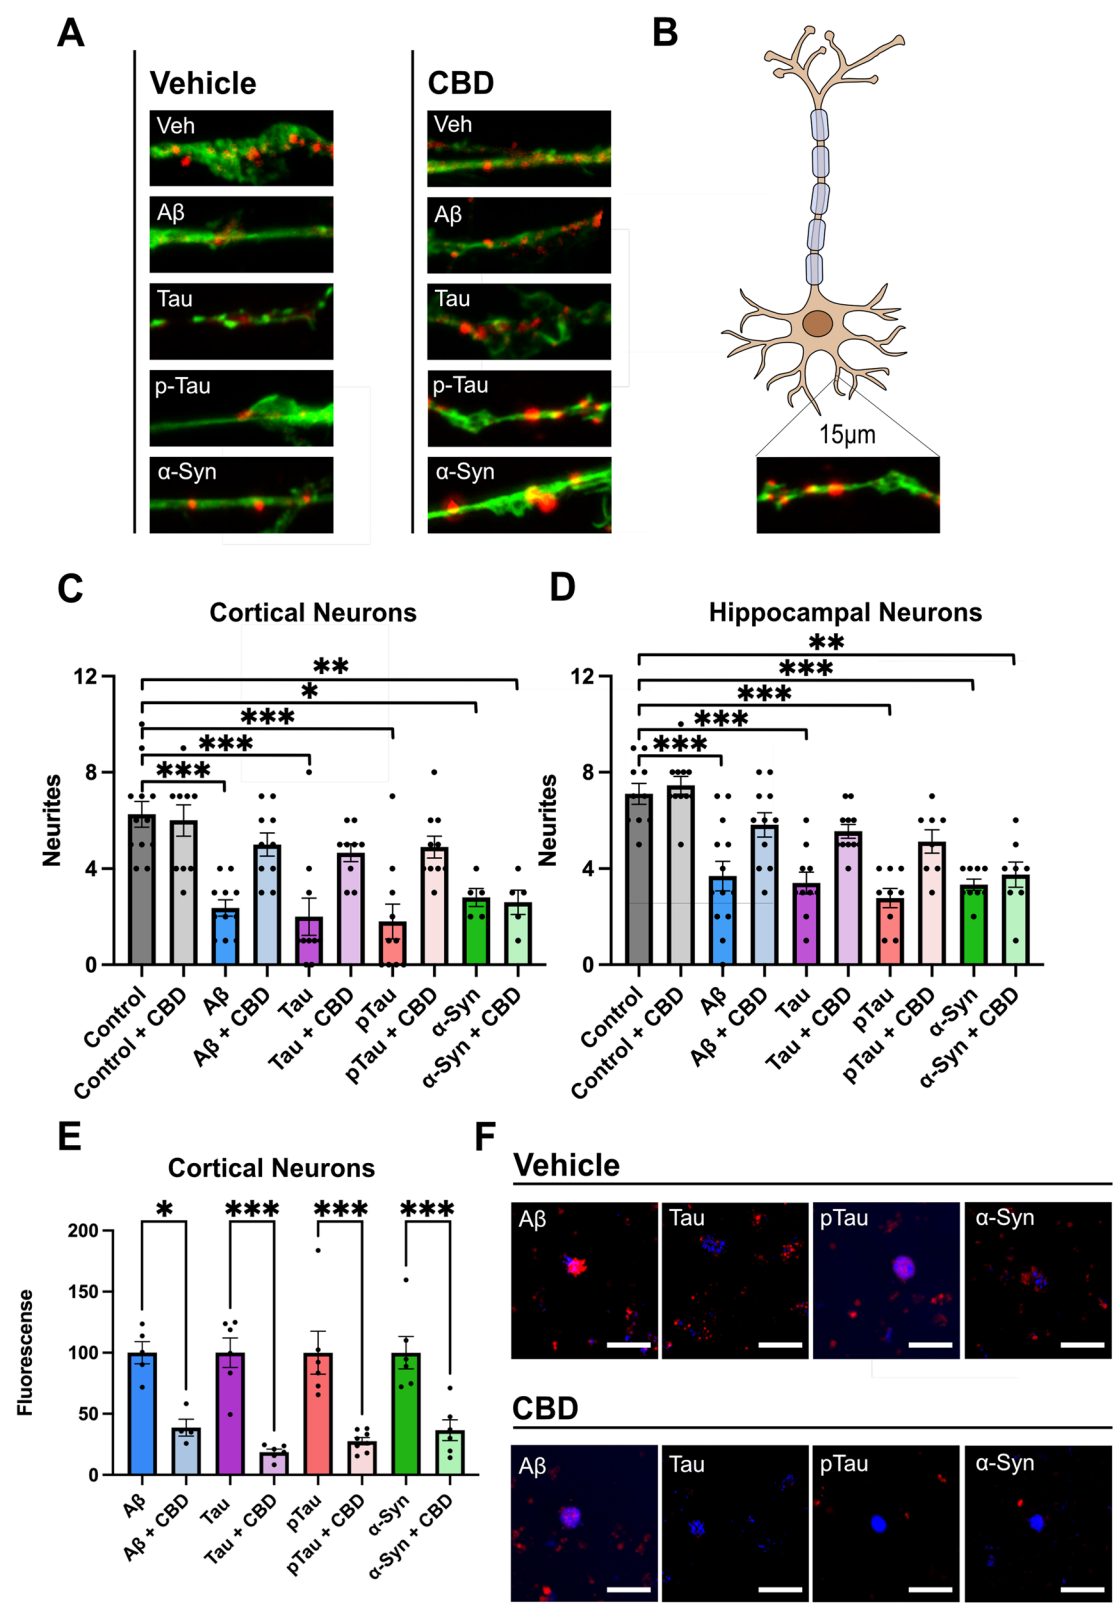 A
Vehicle
Veh
Aβ
Tau
p-Tau
α-Syn
CBD
Veh
Aβ
Tau
p-Tau
α-Syn
B
15µm
C
Cortical Neurons
**
*
***
***
***
12
8
4
0
Neurites
Control
Control + CBD
Aβ
Aβ + CBD
Tau
Tau + CBD
pTau
pTau + CBD
α-Syn
α-Syn + CBD
D
Hippocampal Neurons
**
***
***
***
***
12
8
4
0
Neurites
Control
Control + CBD
Aβ
Aβ + CBD
Tau
Tau + CBD
pTau
pTau + CBD
α-Syn
α-Syn + CBD
E
Cortical Neurons
* *** *** ***
200
150
100
50
0
Fluorescense
Aβ
Aβ + CBD
Tau
Tau + CBD
pTau
pTau + CBD
α-Syn
α-Syn + CBD
F
Vehicle
Aβ
Tau
pTau
α-Syn
CBD
Aβ
Tau
pTau
α-Syn